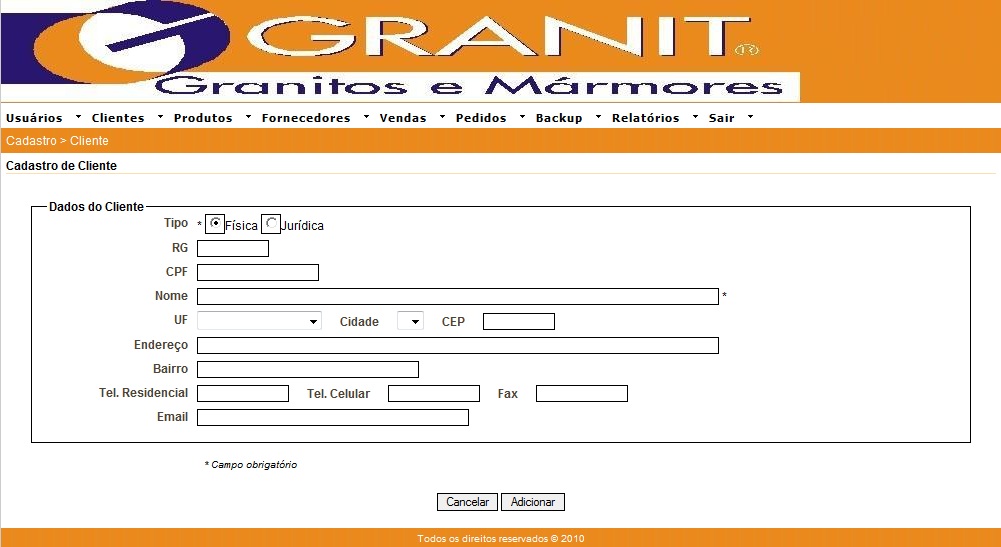 GRANIT®
Granitos e Mármores
Usuários Clientes Produtos Fornecedores Vendas Pedidos Backup Relatórios Sair
Cadastro > Cliente
Cadastro de Cliente
Dados do Cliente
Tipo * Física Jurídica
RG
CPF
Nome *
UF Cidade CEP
Endereço
Bairro
Tel. Residencial Tel. Celular Fax
Email
* Campo obrigatório
Cancelar Adicionar
Todos os direitos reservados © 2010